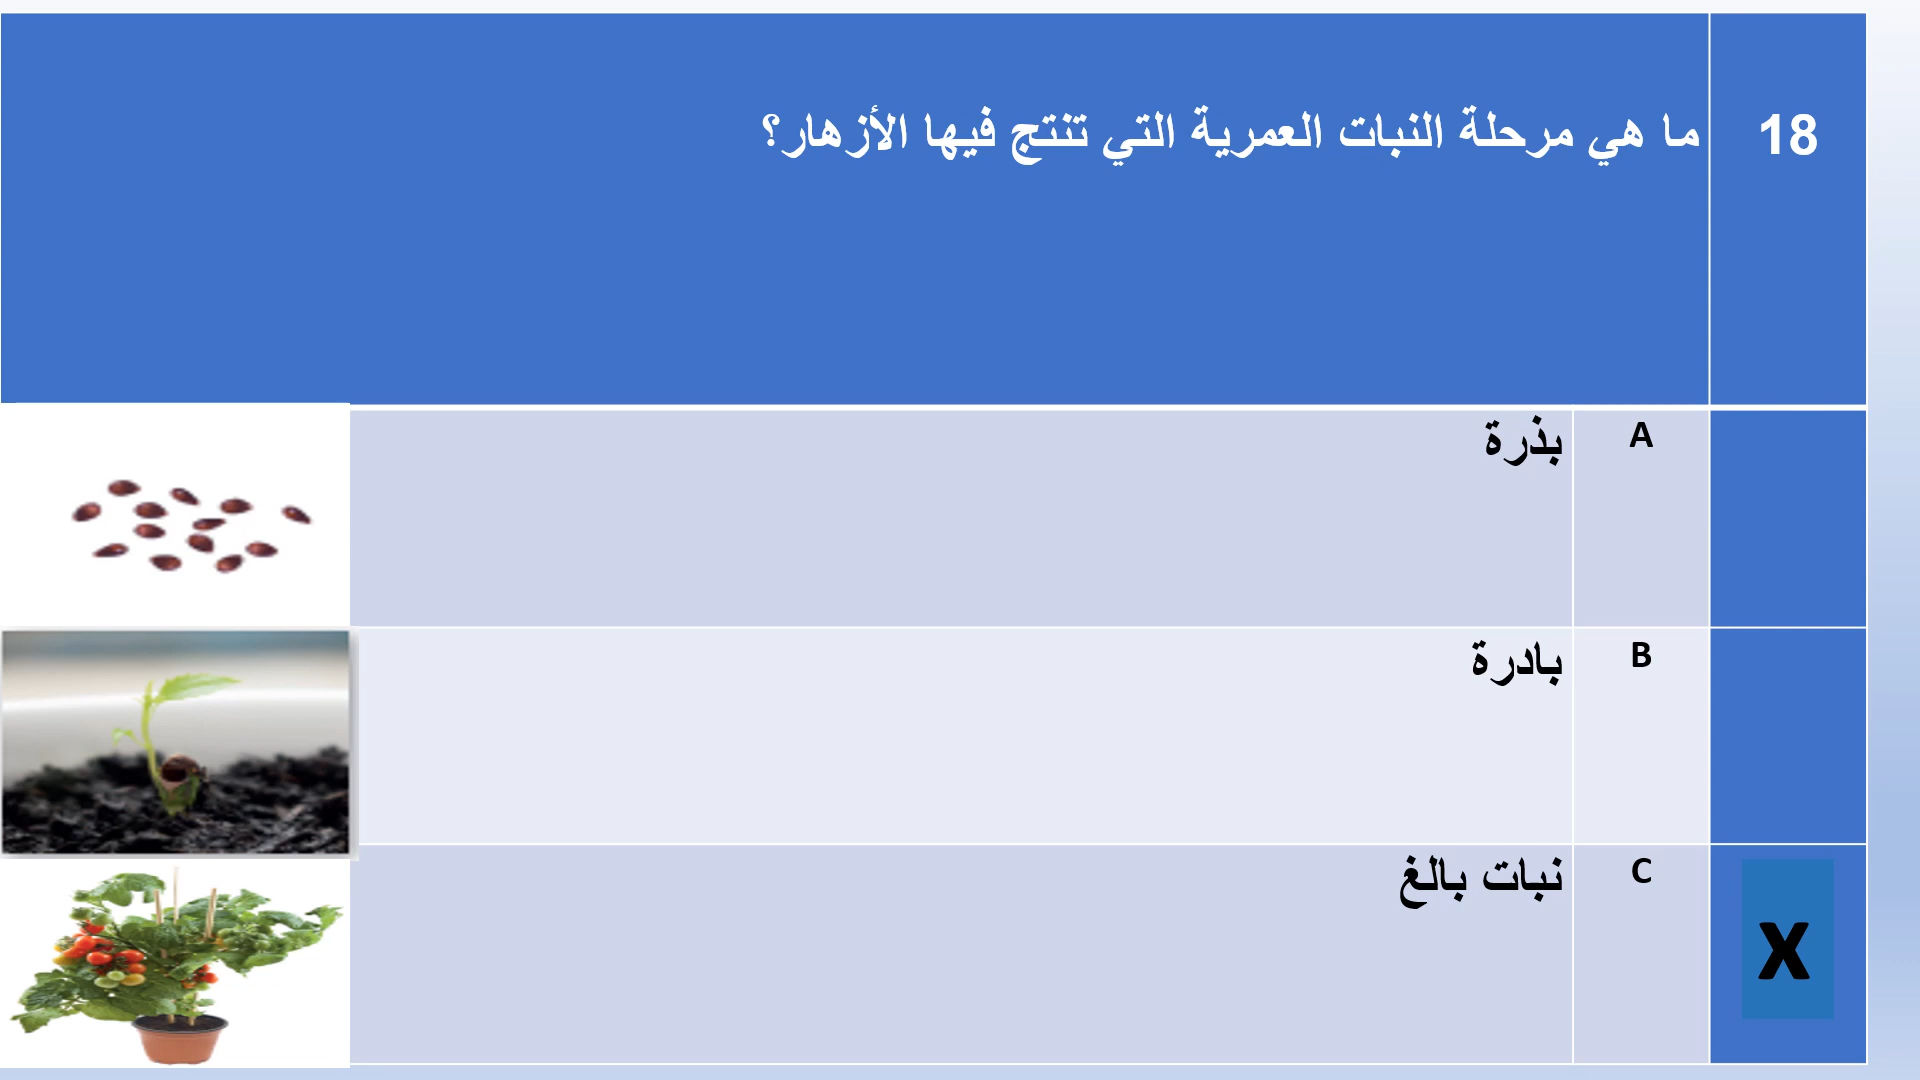 18
ما هي مرحلة النبات العمرية التي تنتج فيها الأزهار؟
A
بذرة
B
بادرة
X
C
نبات بالغ